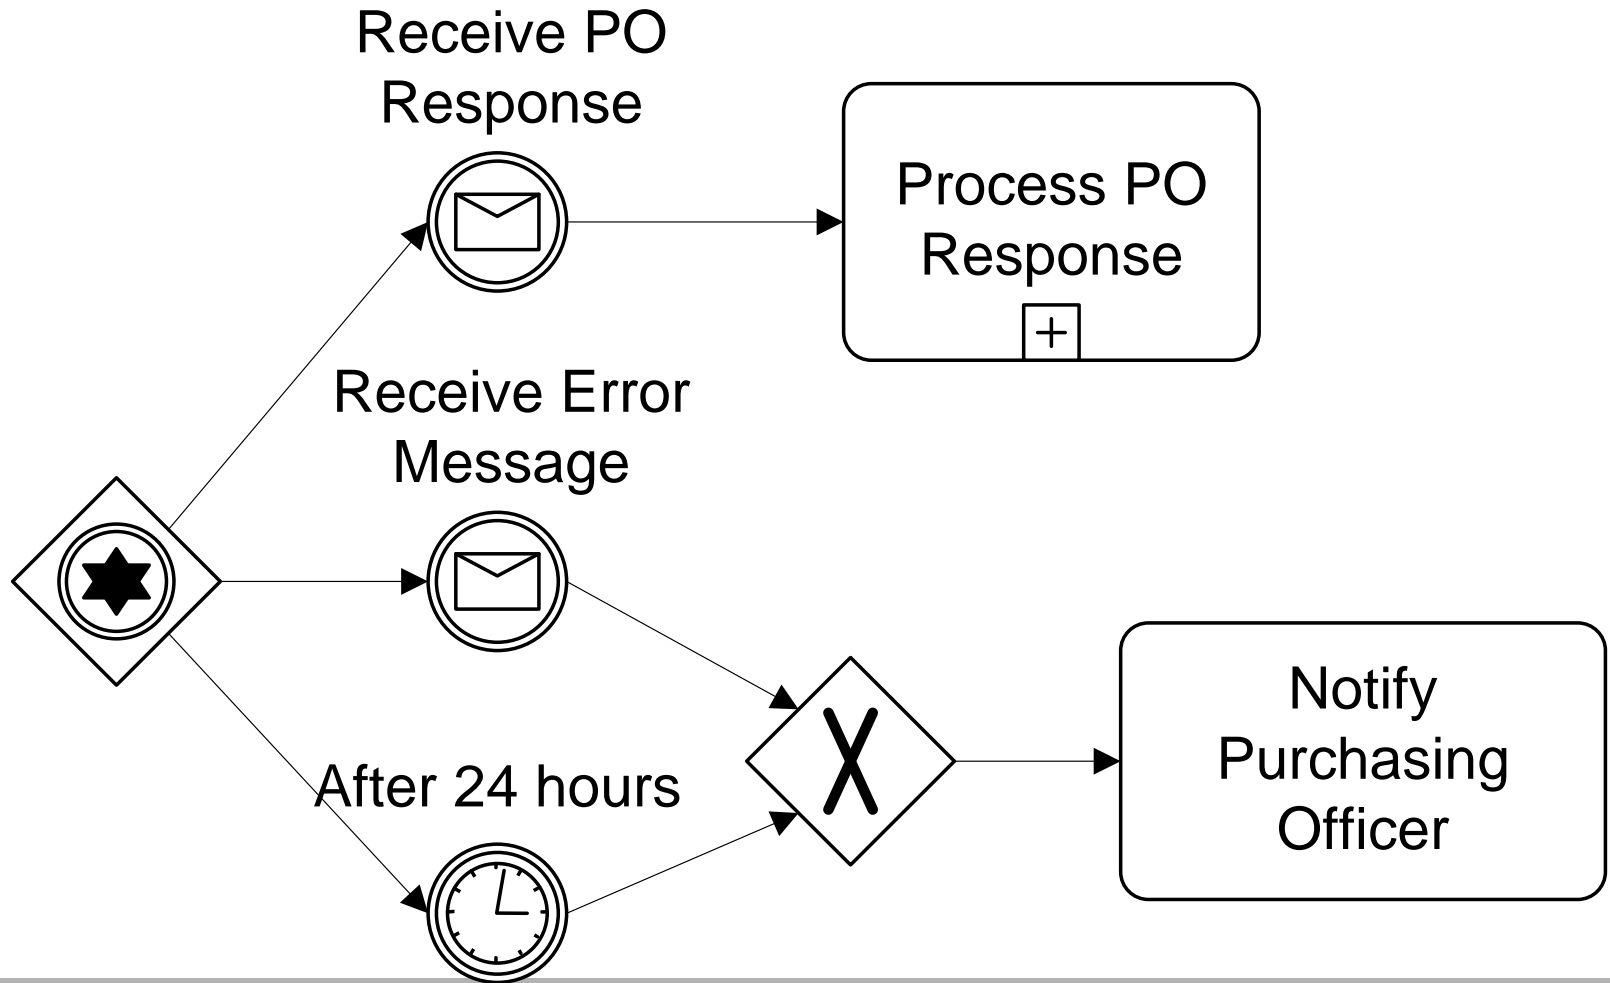 Receive PO
Response
Process PO
Response
Receive Error
Message
After 24 hours
Notify
Purchasing
Officer